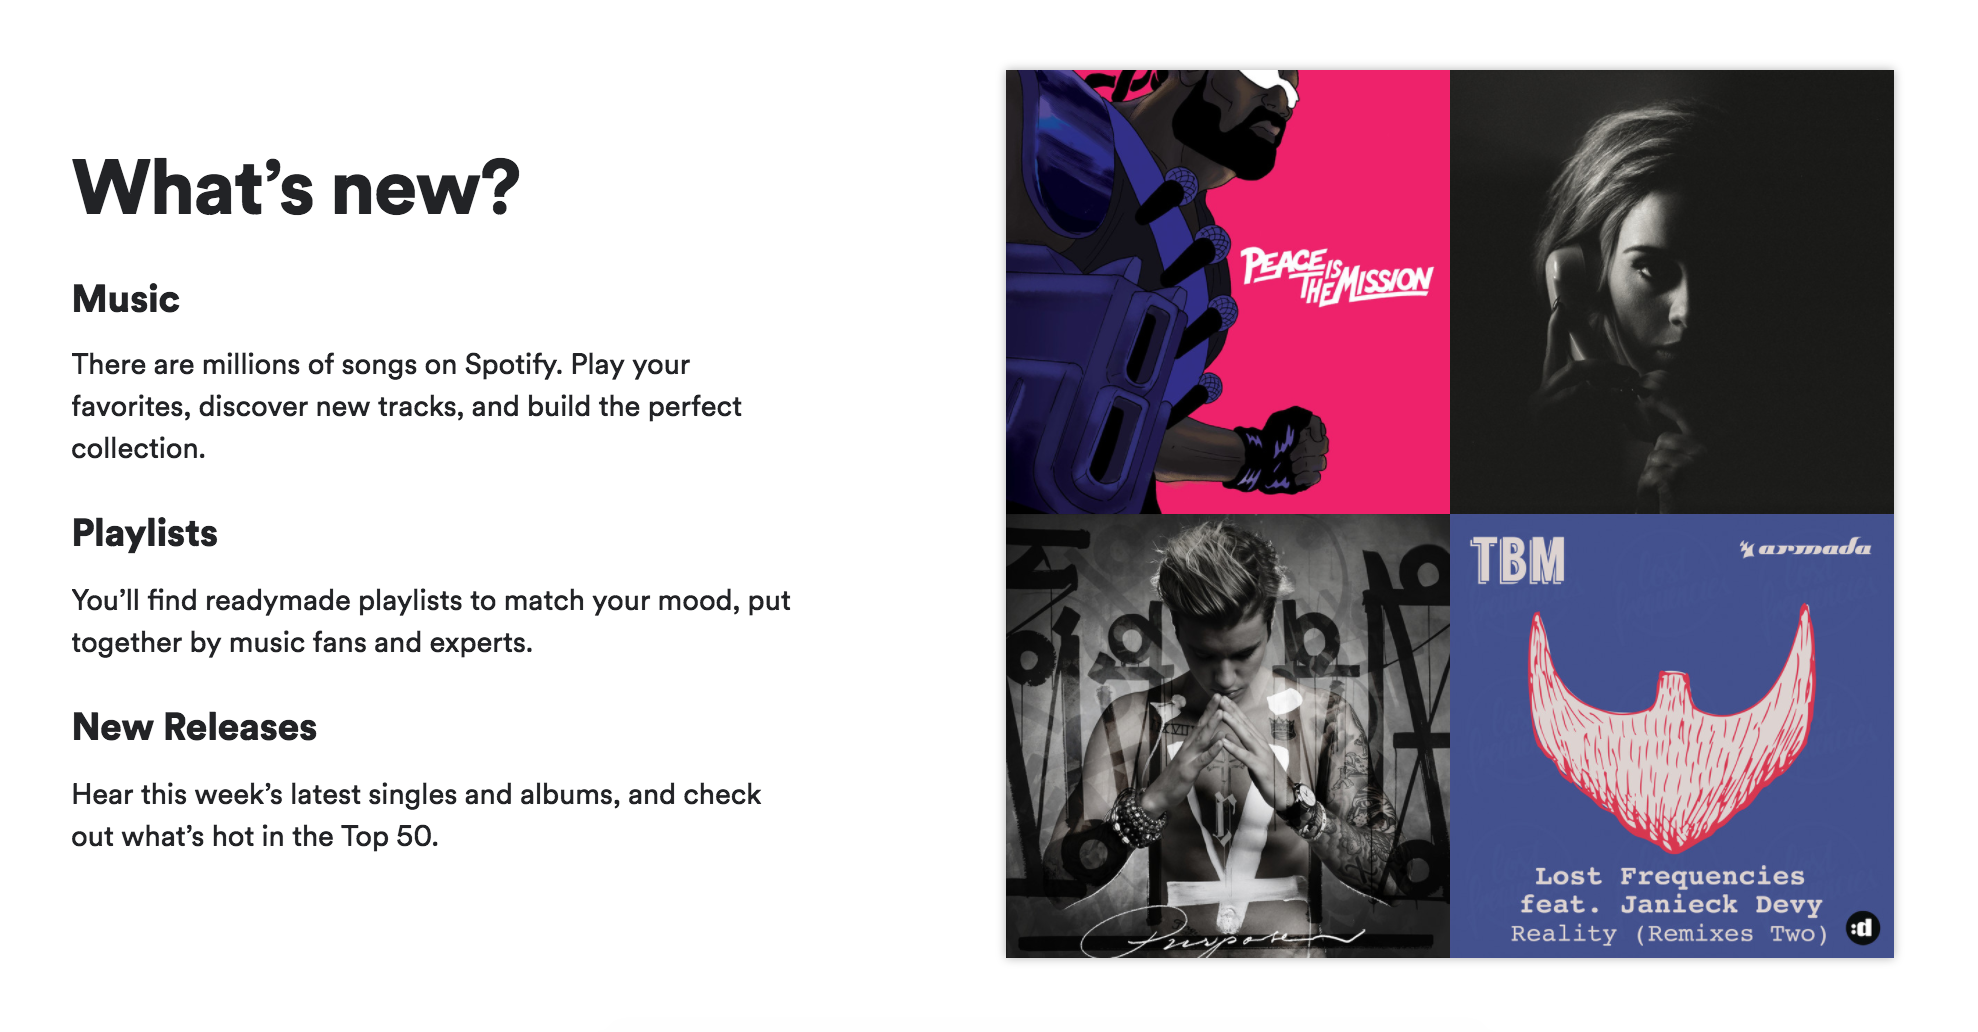 What’s new?
Music
There are millions of songs on Spotify. Play your
favorites, discover new tracks, and build the perfect
collection.
Playlists
You’ll find readymade playlists to match your mood, put
together by music fans and experts.
New Releases
Hear this week’s latest singles and albums, and check
out what’s hot in the Top 50.
PEACE IS
THE MISSION
Purpose
TBM
armada
Lost Frequencies
feat. Janieck Devy
Reality (Remixes Two)
:d